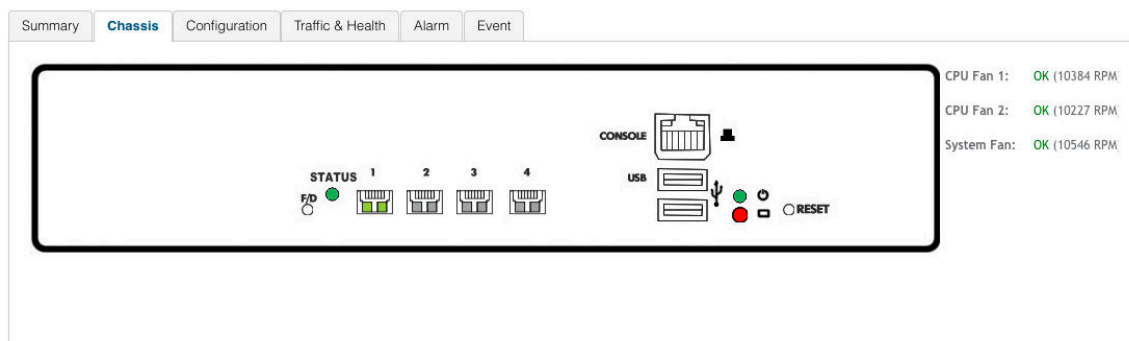 Summary Chassis Configuration Traffic & Health Alarm Event
CPU Fan 1: OK (10384 RPM
CPU Fan 2: OK (10227 RPM
System Fan: OK (10546 RPM
CONSOLE
STATUS 1 2 3 4
USB
F/D
RESET